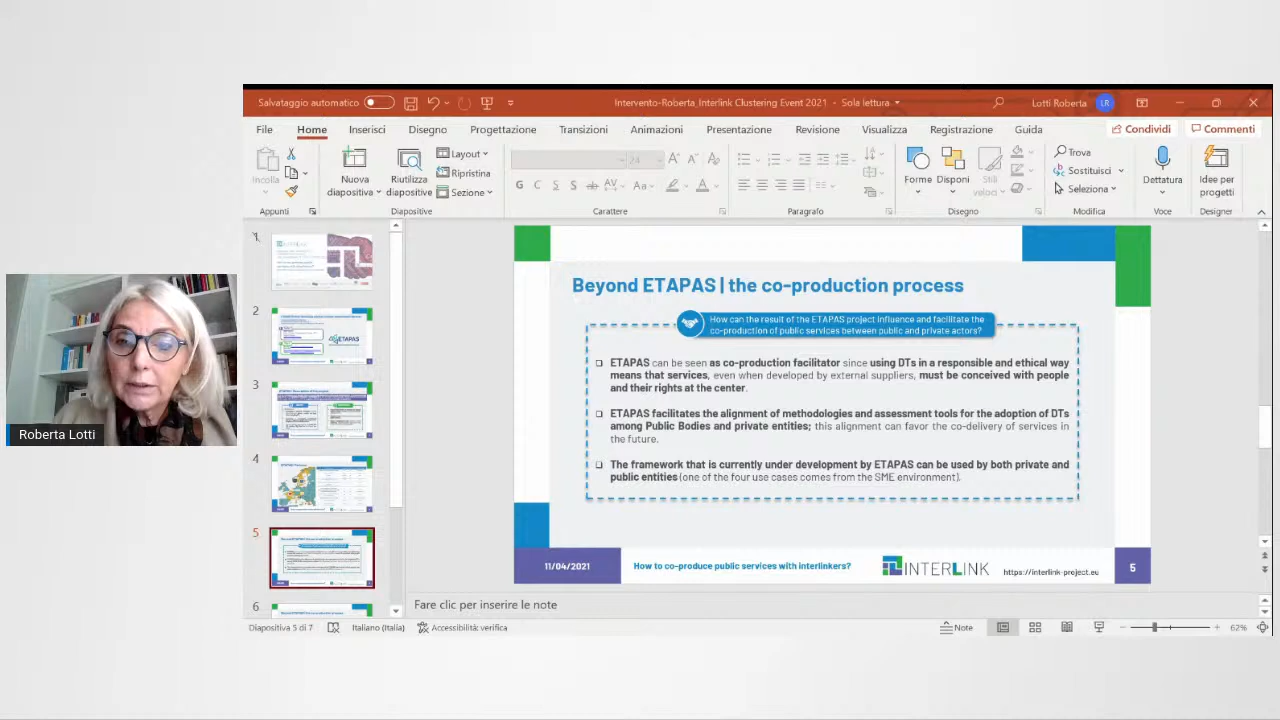 Salvataggio automatico
Intervento-Roberta_Interlink Clustering Event 2021 - Sola lettura
Lotti Roberta
LR
File
Home
Inserisci
Disegno
Progettazione
Transizioni
Animazioni
Presentazione
Revisione
Visualizza
Registrazione
Guida
Condividi
Commenti
Incolla
Nuova
diapositiva
Riutilizza
diapositive
Layout
Ripristina
Sezione
24
Forme
Disponi
Stili
veloci
Trova
Sostituisci
Seleziona
Dettatura
Idee per
progetti
Appunti
Diapositive
Carattere
Paragrafo
Disegno
Modifica
Voce
Designer
1
2
3
4
5
6
Beyond ETAPAS | the co-production process
How can the result of the ETAPAS project influence and facilitate the
co-production of public services between public and private actors?
ETAPAS can be seen as co-production facilitator since using DTs in a responsible and ethical way
means that services, even when developed by external suppliers, must be conceived with people
and their rights at the center.
ETAPAS facilitates the alignment of methodologies and assessment tools for the adoption of DTs
among Public Bodies and private entities; this alignment can favor the co-delivery of services in
the future.
The framework that is currently under development by ETAPAS can be used by both private and
public entities (one of the four use cases comes from the SME environment).
11/04/2021
How to co-produce public services with interlinkers?
INTERLINK
https://interlink-project.eu
5
Roberta Lotti
Fare clic per inserire le note
Diapositiva 5 di 7
Italiano (Italia)
Accessibilità: verifica
Note
62%